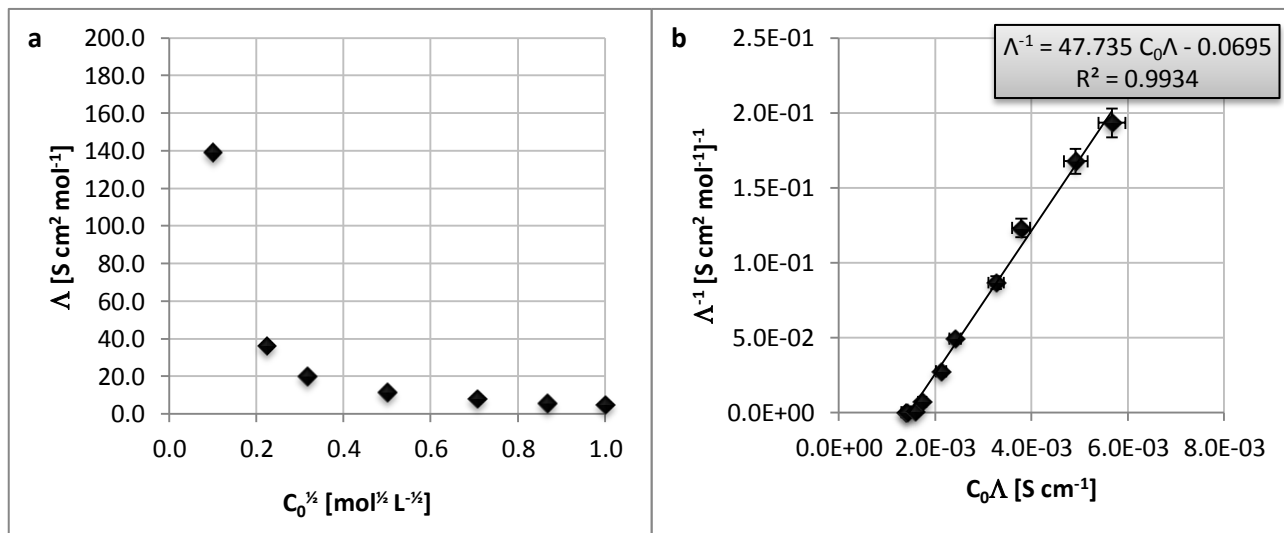 a
200.0
180.0
160.0
140.0
120.0
100.0
80.0
60.0
40.0
20.0
0.0
Λ [S cm² mol⁻¹]
0.0 0.2 0.4 0.6 0.8 1.0
C₀^½ [mol^½ L^-½]
b
Λ⁻¹ = 47.735 C₀Λ - 0.0695
R² = 0.9934
2.5E-01
2.0E-01
1.5E-01
1.0E-01
5.0E-02
0.0E+00
Λ⁻¹ [S cm² mol⁻¹]⁻¹
0.0E+00 2.0E-03 4.0E-03 6.0E-03 8.0E-03
C₀Λ [S cm⁻¹]